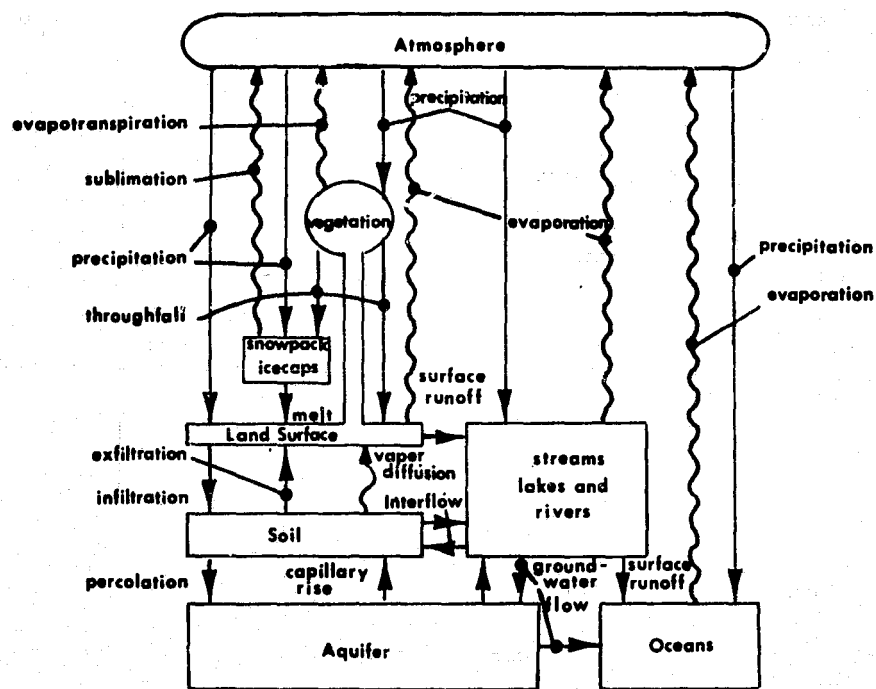 Atmosphere
precipitation
evapotranspiration
sublimation
vegetation
evaporation
precipitation
precipitation
evaporation
throughfall
snowpack
icecaps
surface
runoff
melt
Land Surface
exfiltration
vaper
diffusion
streams
lakes and
rivers
infiltration
Interflow
Soil
percolation
capillary
rise
ground-
water
flow
surface
runoff
Aquifer
Oceans